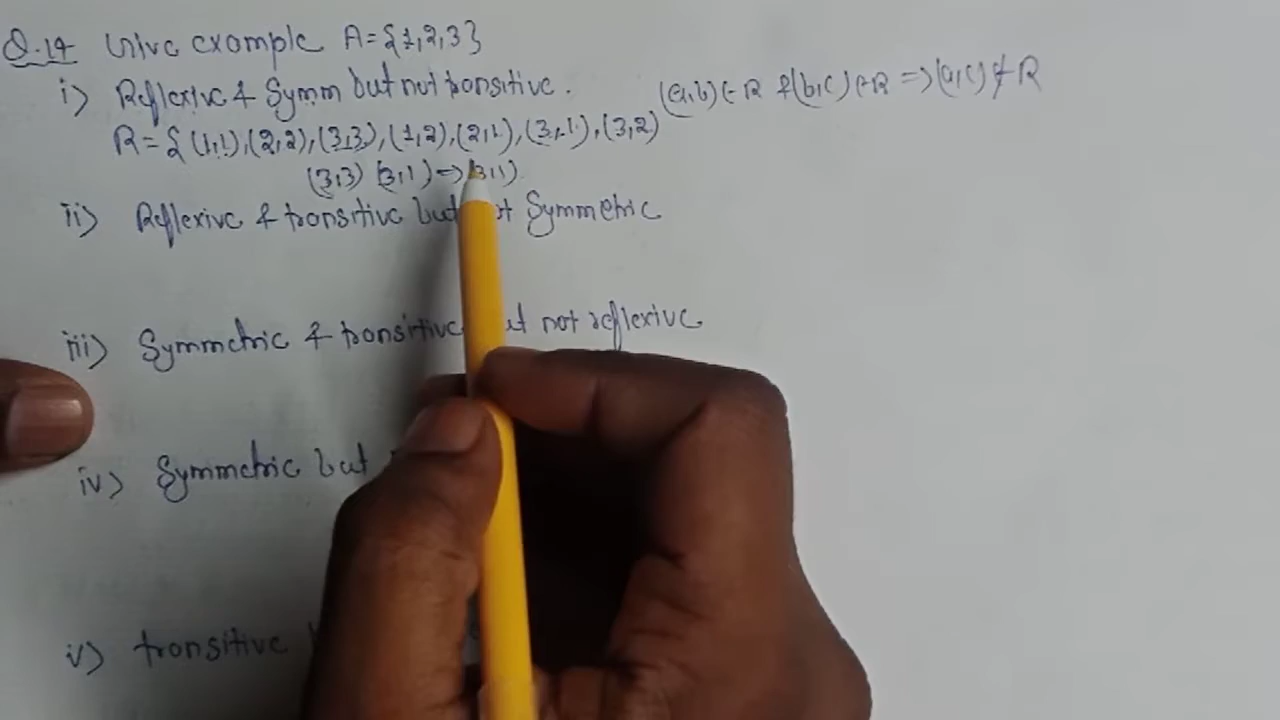 Q.14 Give example A={1,2,3}
i) Reflexive & Symm but not transitive. (a,b)∈R &(b,c)∈R=>(a,c)∉R
R={(1,1),(2,2),(3,3),(1,2),(2,1),(3,1),(3,2)
(3,3) (3,1)=>(3,1)
ii) Reflexive & transitive but Symmetric
iii) Symmetric & transitive not reflexive
iv) Symmetric but
v) transitive